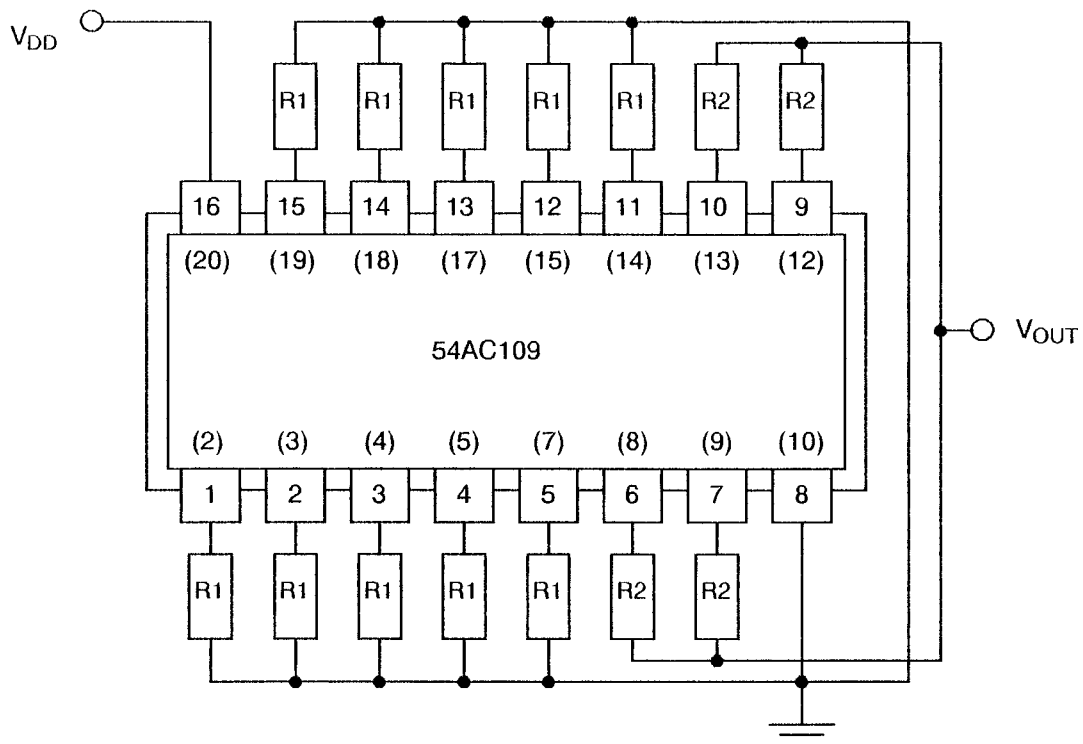 V_DD
R1 R1 R1 R1 R1 R2 R2
16 15 14 13 12 11 10 9
(20) (19) (18) (17) (15) (14) (13) (12)
V_OUT
54AC109
(2) (3) (4) (5) (7) (8) (9) (10)
1 2 3 4 5 6 7 8
R1 R1 R1 R1 R1 R2 R2